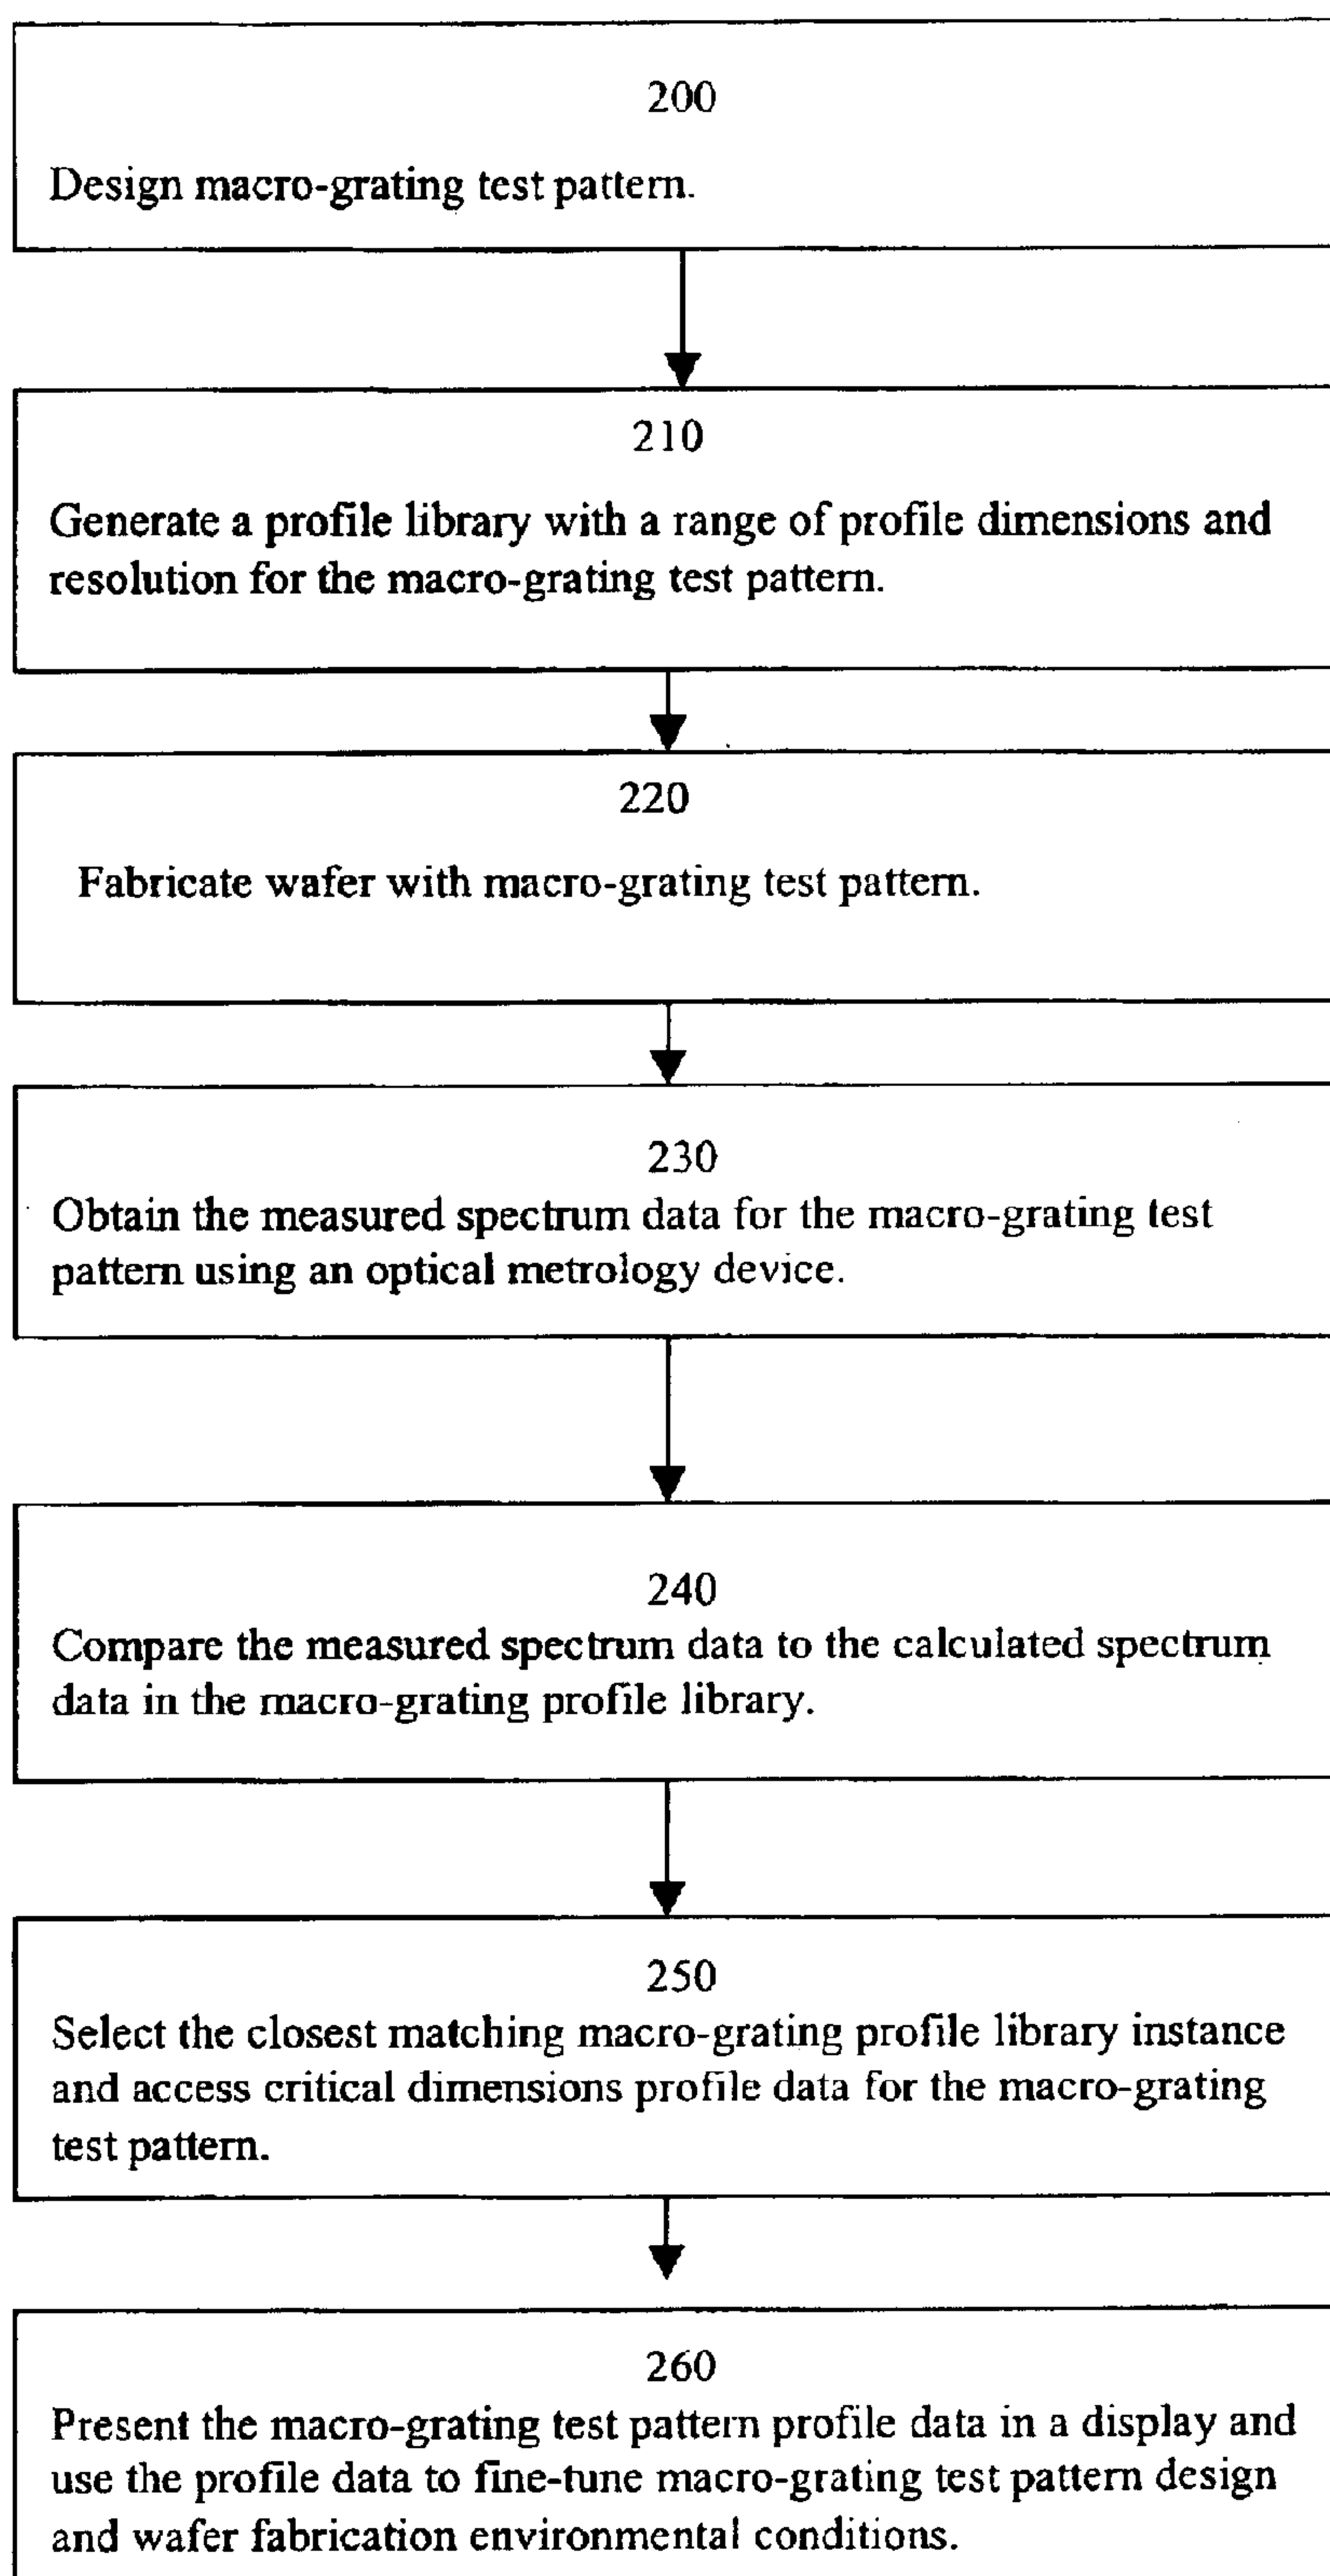 200
Design macro-grating test pattern.
210
Generate a profile library with a range of profile dimensions and
resolution for the macro-grating test pattern.
220
Fabricate wafer with macro-grating test pattern.
230
Obtain the measured spectrum data for the macro-grating test
pattern using an optical metrology device.
240
Compare the measured spectrum data to the calculated spectrum
data in the macro-grating profile library.
250
Select the closest matching macro-grating profile library instance
and access critical dimensions profile data for the macro-grating
test pattern.
260
Present the macro-grating test pattern profile data in a display and
use the profile data to fine-tune macro-grating test pattern design
and wafer fabrication environmental conditions.